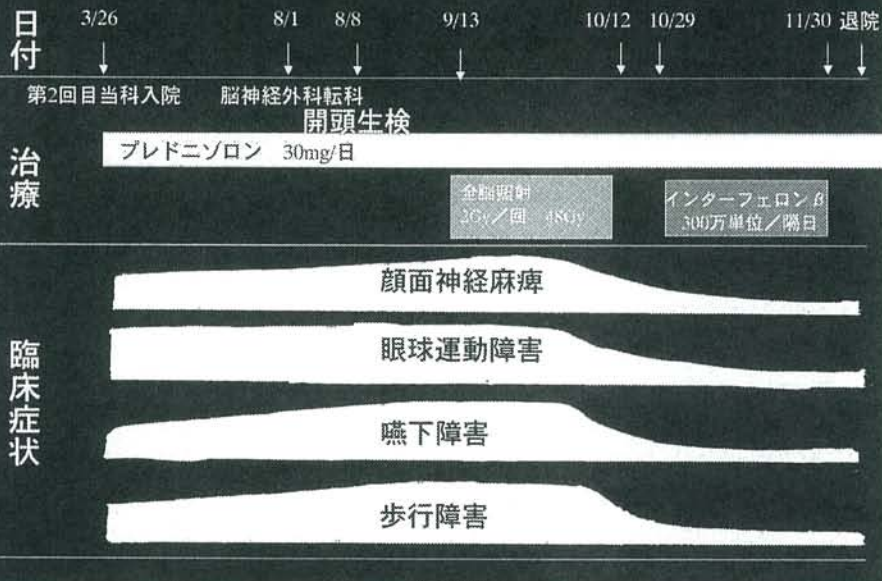 日付
3/26 8/1 8/8 9/13 10/12 10/29 11/30 退院
第2回目当科入院 脳神経外科転科
開頭生検
治療
プレドニゾロン 30mg/日
全脳照射
2Gy/回 48Gy
インターフェロンβ
300万単位/隔日
臨床症状
顔面神経麻痺
眼球運動障害
嚥下障害
歩行障害